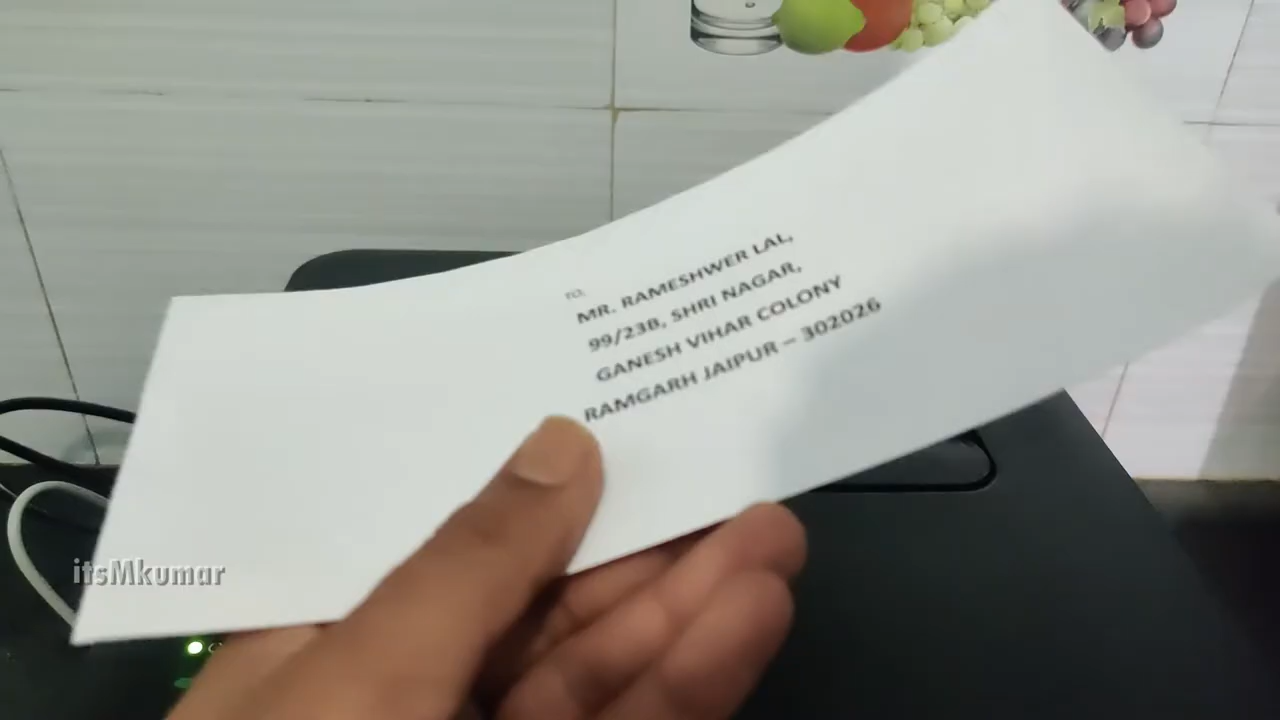 TO,
MR. RAMESHWER LAL,
99/23B, SHRI NAGAR,
GANESH VIHAR COLONY
RAMGARH JAIPUR – 302026
itsMkumar